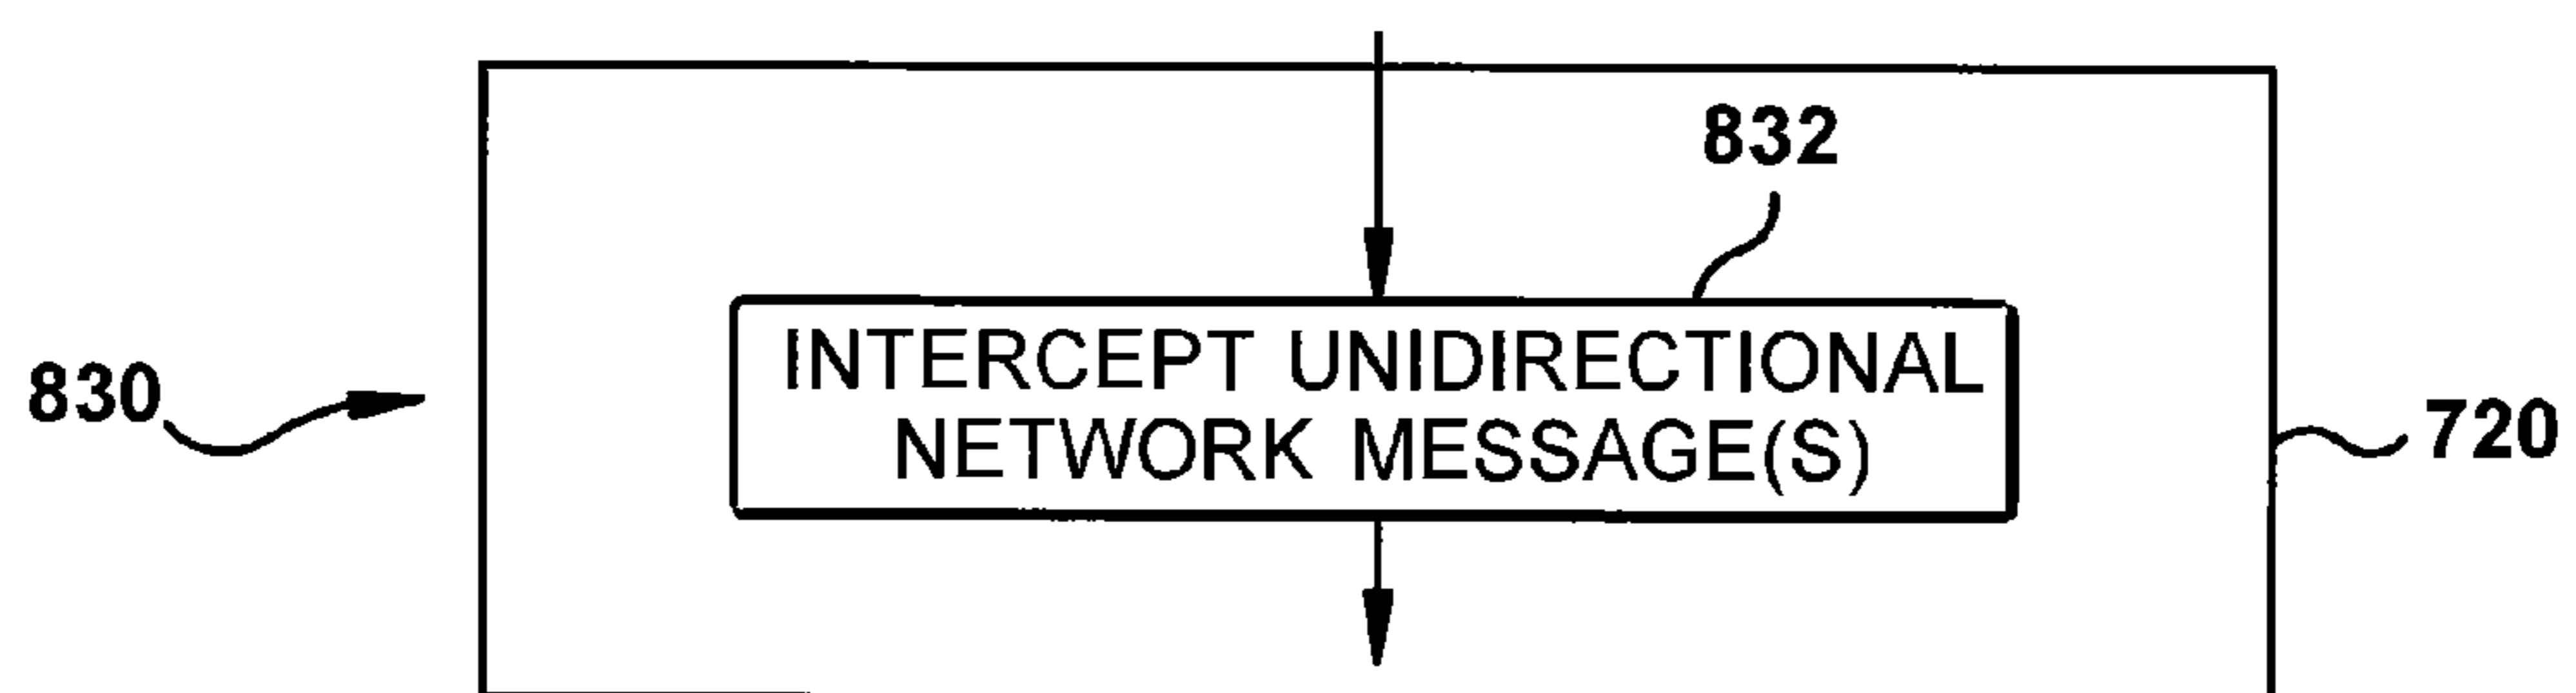 832
INTERCEPT UNIDIRECTIONAL
NETWORK MESSAGE(S)
830
720